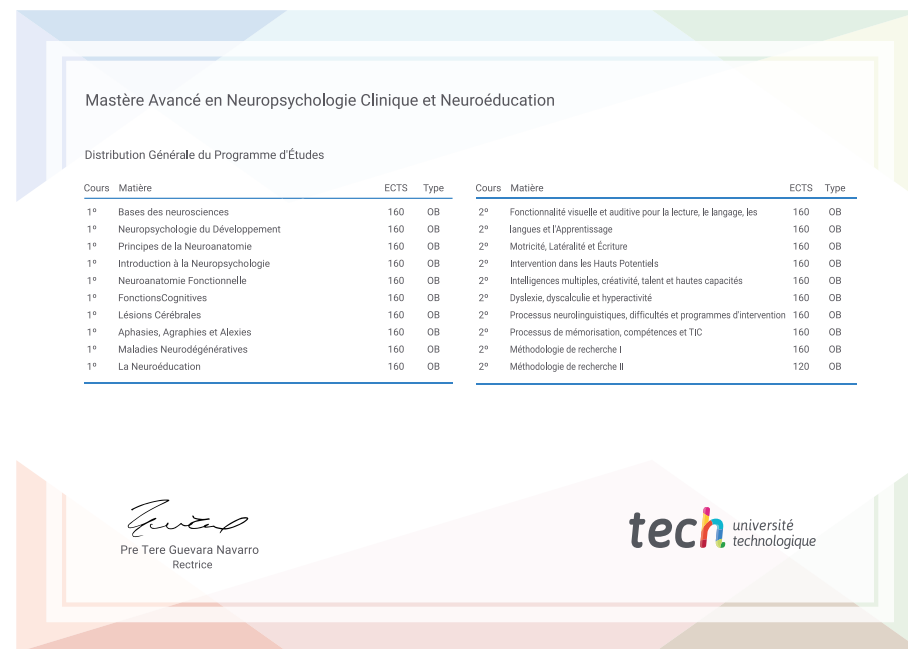 Mastère Avancé en Neuropsychologie Clinique et Neuroéducation
Distribution Générale du Programme d'Études
Cours Matière ECTS Type
1º Bases des neurosciences 160 OB
1º Neuropsychologie du Développement 160 OB
1º Principes de la Neuroanatomie 160 OB
1º Introduction à la Neuropsychologie 160 OB
1º Neuroanatomie Fonctionnelle 160 OB
1º FonctionsCognitives 160 OB
1º Lésions Cérébrales 160 OB
1º Aphasies, Agraphies et Alexies 160 OB
1º Maladies Neurodégénératives 160 OB
1º La Neuroéducation 160 OB
Cours Matière ECTS Type
2º Fonctionnalité visuelle et auditive pour la lecture, le langage, les 160 OB
2º langues et l'Apprentissage 160 OB
2º Motricité, Latéralité et Écriture 160 OB
2º Intervention dans les Hauts Potentiels 160 OB
2º Intelligences multiples, créativité, talent et hautes capacités 160 OB
2º Dyslexie, dyscalculie et hyperactivité 160 OB
2º Processus neurolinguistiques, difficultés et programmes d'intervention 160 OB
2º Processus de mémorisation, compétences et TIC 160 OB
2º Méthodologie de recherche I 160 OB
2º Méthodologie de recherche II 120 OB
Pre Tere Guevara Navarro
Rectrice
tech université
technologique